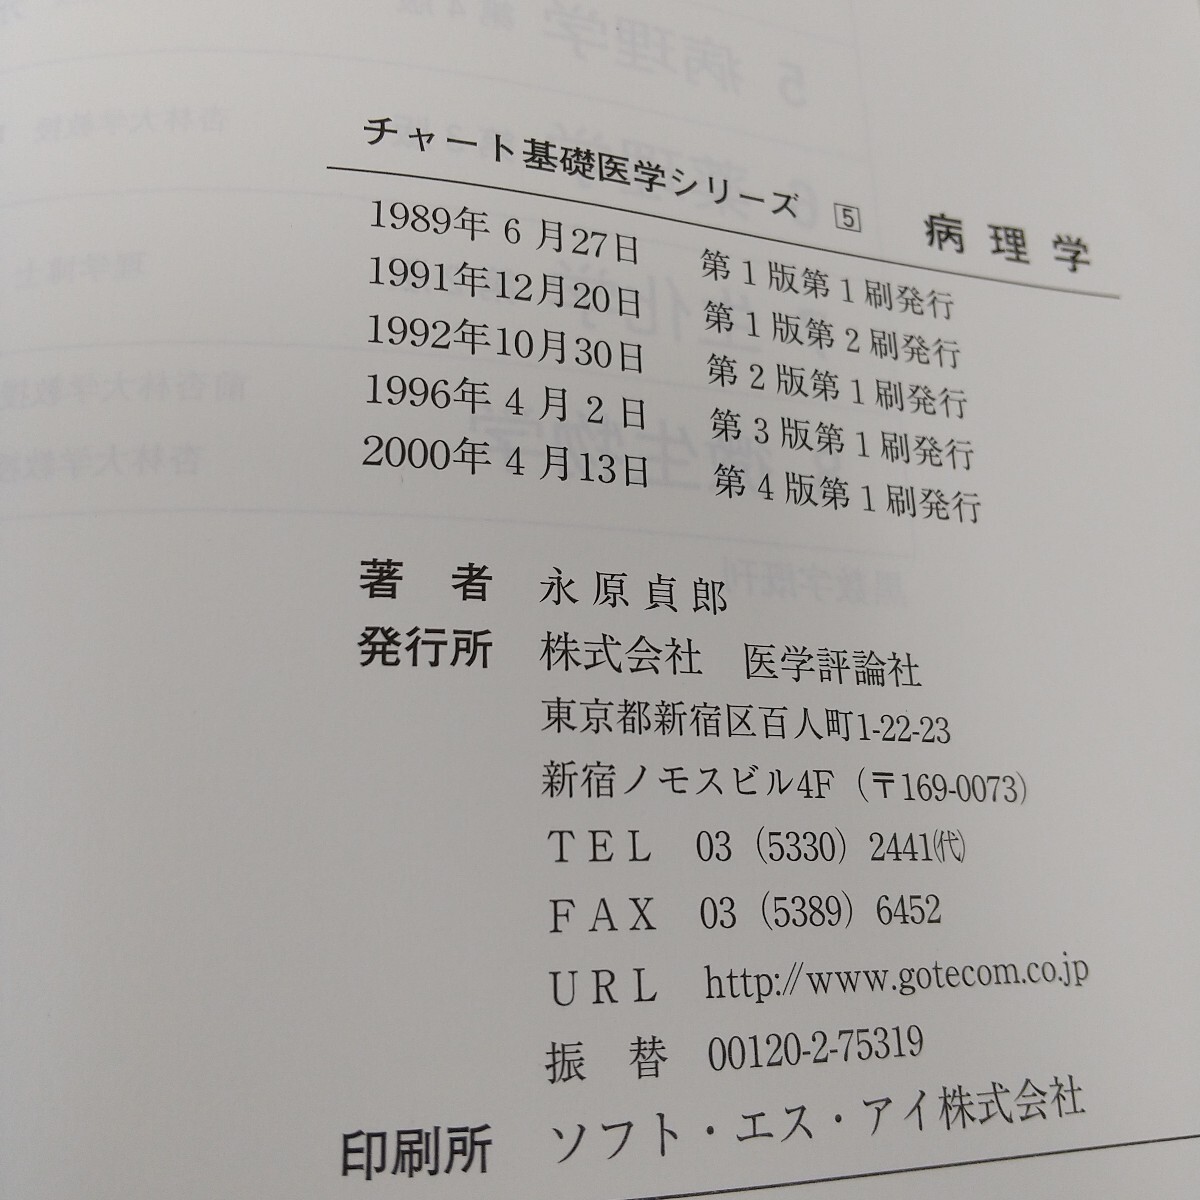 チャート基礎医学シリーズ 5 病理学
1989年 6 月27日 第 1 版第 1 刷発行
1991年12月20日 第 1 版第 2 刷発行
1992年10月30日 第 2 版第 1 刷発行
1996年 4 月 2 日 第 3 版第 1 刷発行
2000年 4 月13日 第 4 版第 1 刷発行
著 者 永原貞郎
発行所 株式会社 医学評論社
東京都新宿区百人町1-22-23
新宿ノモスビル4F（〒169-0073）
TEL 03（5330）2441㈹
FAX 03（5389）6452
URL http://www.gotecom.co.jp
振 替 00120-2-75319
印刷所 ソフト・エス・アイ株式会社